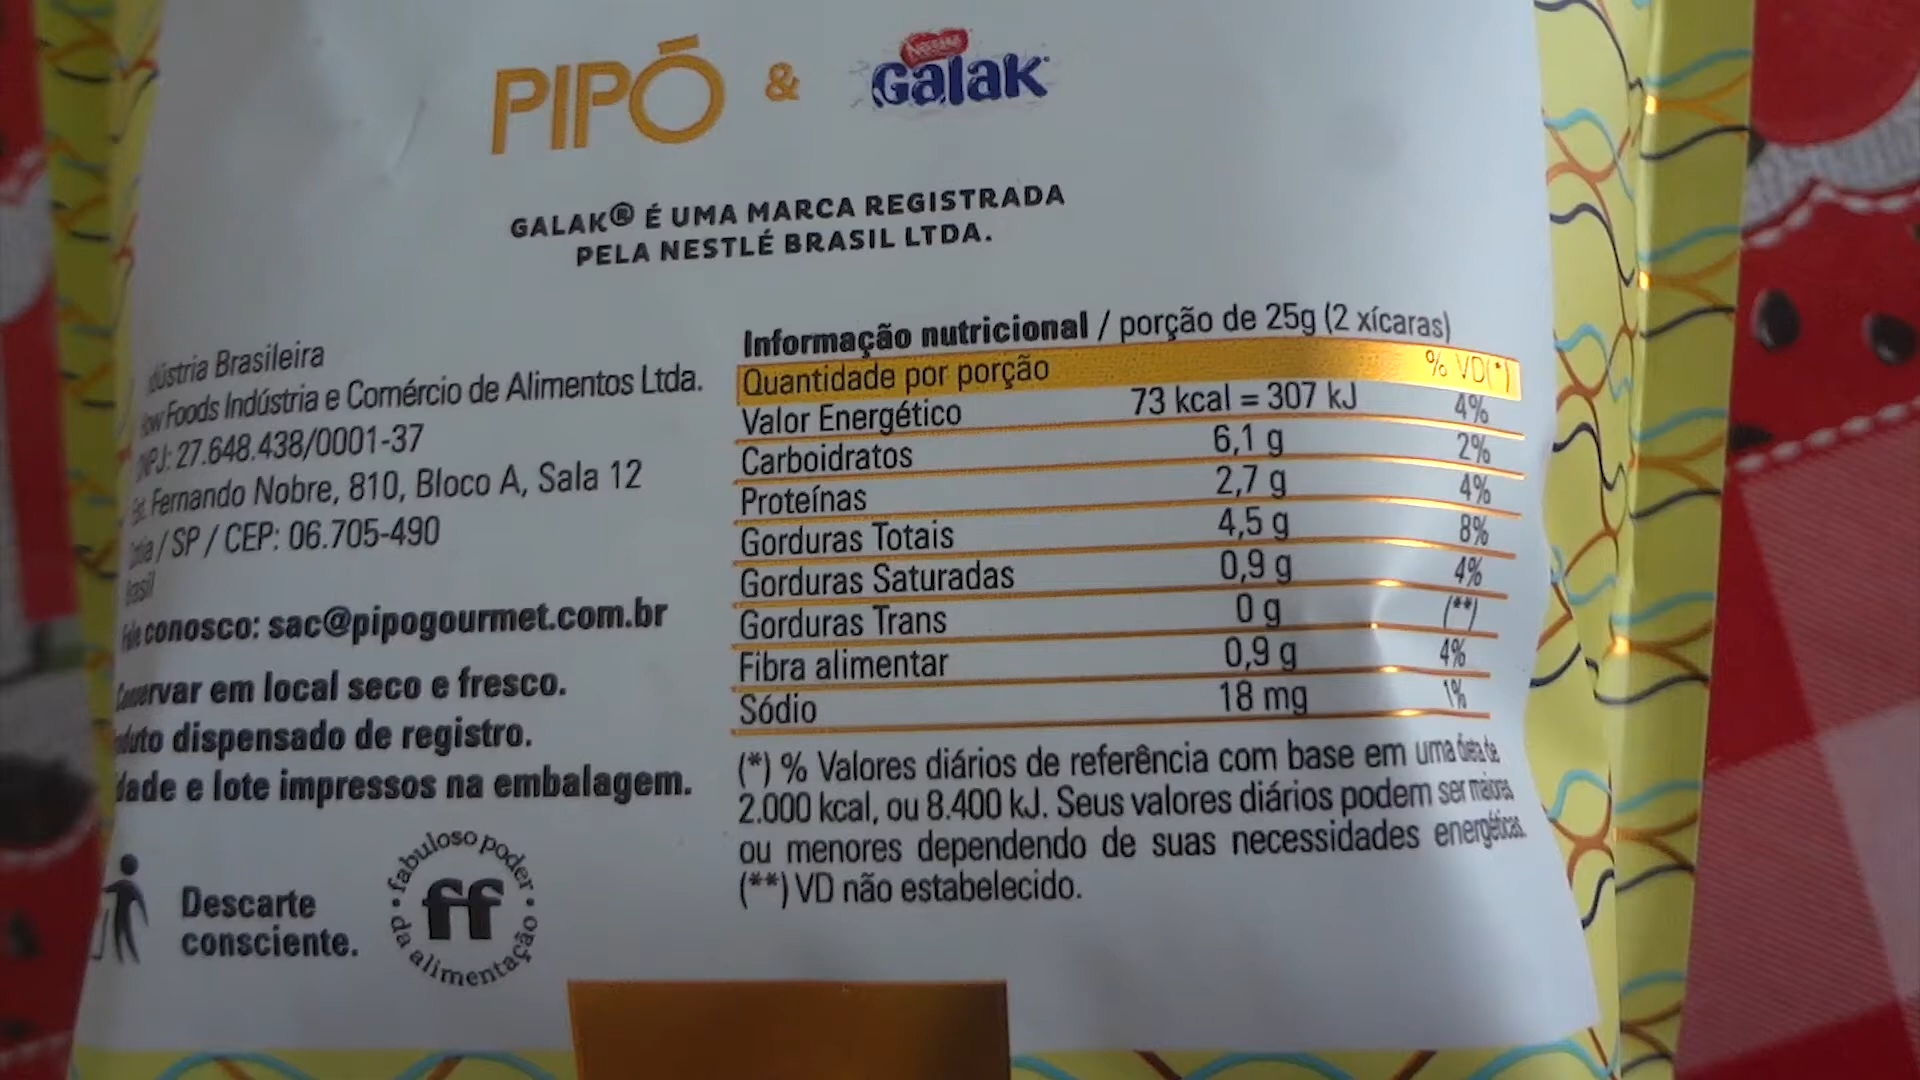 PIPÓ & Nestlé Galak
GALAK® É UMA MARCA REGISTRADA
PELA NESTLÉ BRASIL LTDA.
Brasileira
Foods Indústria e Comércio de Alimentos Ltda.
27.648.438/0001-37
Fernando Nobre, 810, Bloco A, Sala 12
/ SP / CEP: 06.705-490
conosco: sac@pipogourmet.com.br
em local seco e fresco.
dispensado de registro.
e lote impressos na embalagem.
Descarte
consciente.
fabuloso poder
ff
da alimentação
Informação nutricional / porção de 25g (2 xícaras)
Quantidade por porção % VD(*)
Valor Energético 73 kcal = 307 kJ 4%
Carboidratos 6,1 g 2%
Proteínas 2,7 g 4%
Gorduras Totais 4,5 g 8%
Gorduras Saturadas 0,9 g 4%
Gorduras Trans 0 g (**)
Fibra alimentar 0,9 g 4%
Sódio 18 mg 1%
(*) % Valores diários de referência com base em uma dieta de
2.000 kcal, ou 8.400 kJ. Seus valores diários podem ser maiores
ou menores dependendo de suas necessidades energéticas.
(**) VD não estabelecido.